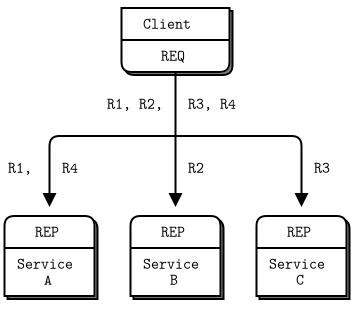 Client
REQ
R1, R2, R3, R4
R1, R4 R2 R3
REP REP REP
Service Service Service
A B C